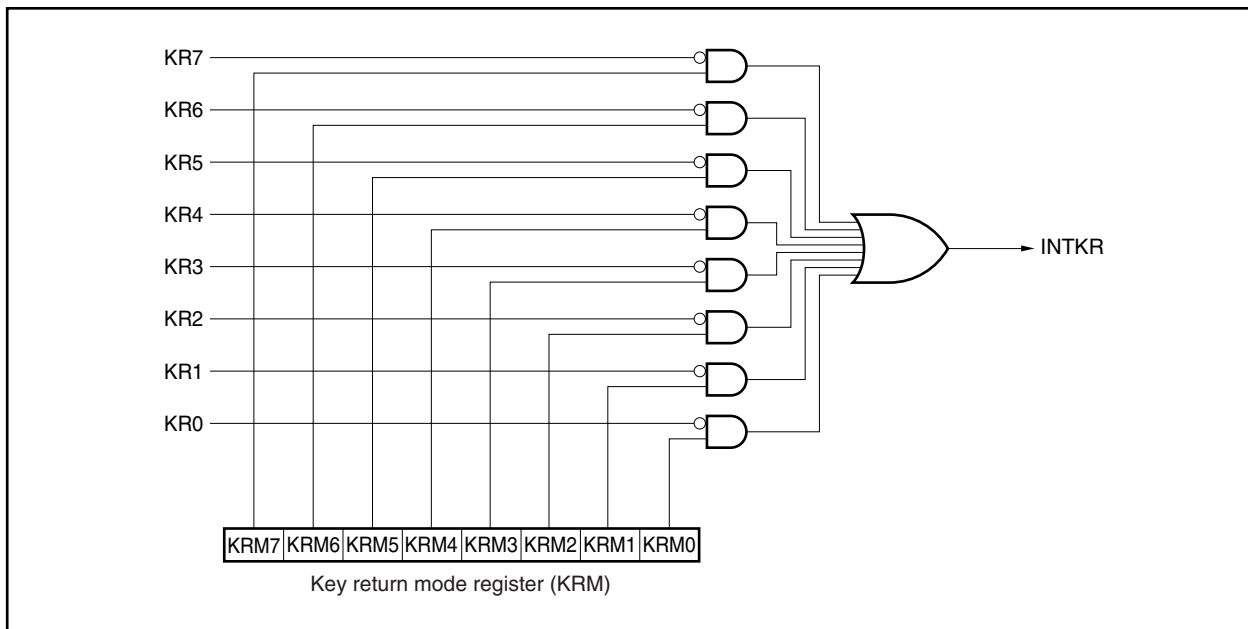 KR7
KR6
KR5
KR4
KR3
KR2
KR1
KR0
INTKR
KRM7 KRM6 KRM5 KRM4 KRM3 KRM2 KRM1 KRM0
Key return mode register (KRM)